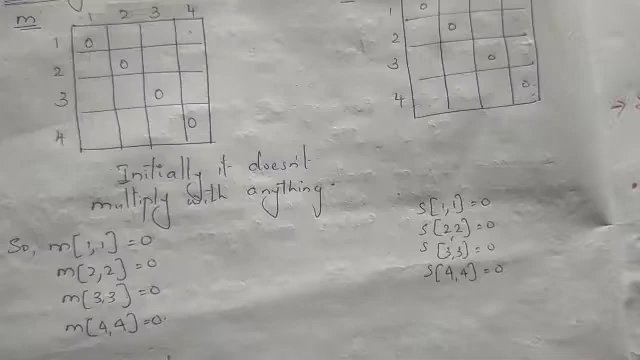 m
1 2 3 4
1 0
2 0
3 0
4 0
1 0
2 0
3 0
4 0
Initially it doesn't
multiply with anything.
So, m[1,1] = 0
m[2,2] = 0
m[3,3] = 0
m[4,4] = 0.
S[1,1] = 0
S[2,2] = 0
S[3,3] = 0
S[4,4] = 0